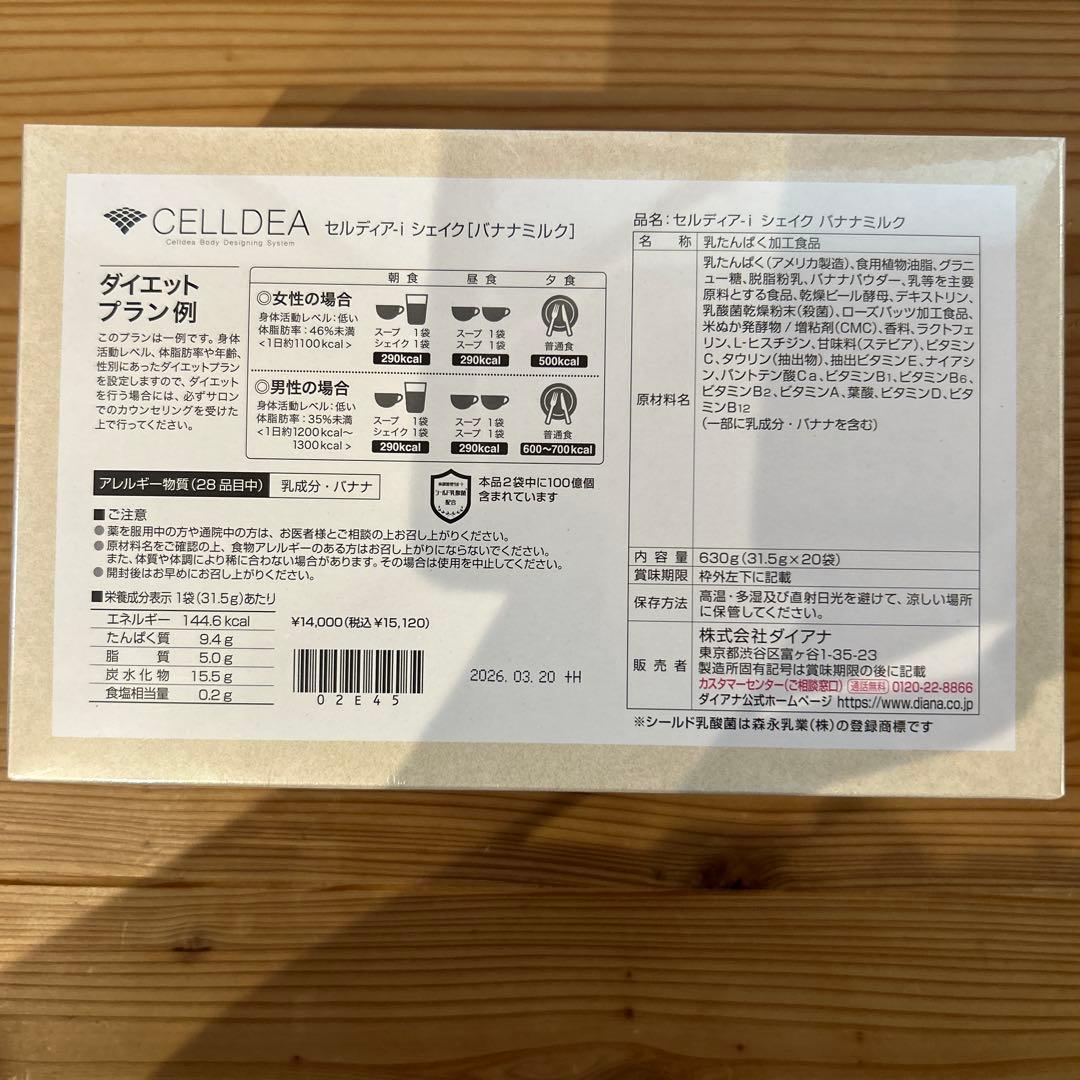 CELLDEA
Celldea Body Designing System
セルディア-i シェイク[バナナミルク]
ダイエット
プラン例
このプランは一例です。身体
活動レベル、体脂肪率や年齢、
性別にあったダイエットプラン
を設定しますので、ダイエット
を行う場合には、必ずサロン
でのカウンセリングを受けた
上で行ってください。
朝食 昼食 夕食
◎女性の場合
身体活動レベル:低い
体脂肪率:46%未満
<1日約1100kcal>
スープ 1袋
シェイク 1袋
290kcal
スープ 1袋
スープ 1袋
290kcal
普通食
500kcal
◎男性の場合
身体活動レベル:低い
体脂肪率:35%未満
<1日約1200kcal〜
1300kcal>
スープ 1袋
シェイク 1袋
290kcal
スープ 1袋
スープ 1袋
290kcal
普通食
600〜700kcal
アレルギー物質(28品目中) 乳成分・バナナ
シールド乳酸菌
配合
本品2袋中に100億個
含まれています
■ご注意
●薬を服用中の方や通院中の方は、お医者様とご相談の上お召し上がりください。
●原材料名をご確認の上、食物アレルギーのある方はお召し上がりにならないでください。
また、体質や体調により稀に合わない場合があります。その場合は使用を中止してください。
●開封後はお早めにお召し上がりください。
■栄養成分表示 1袋(31.5g)あたり
エネルギー 144.6kcal
たんぱく質 9.4g
脂質 5.0g
炭水化物 15.5g
食塩相当量 0.2g
¥14,000(税込¥15,120)
02E45
2026.03.20 +H
品名:セルディア-i シェイク バナナミルク
名称 乳たんぱく加工食品
原材料名
乳たんぱく(アメリカ製造)、食用植物油脂、グラニ
ュー糖、脱脂粉乳、バナナパウダー、乳等を主要
原料とする食品、乾燥ビール酵母、デキストリン、
乳酸菌乾燥粉末(殺菌)、ローズハッツ加工食品、
米ぬか発酵物/増粘剤(CMC)、香料、ラクトフェ
リン、L-ヒスチジン、甘味料(ステビア)、ビタミン
C、タウリン(抽出物)、抽出ビタミンE、ナイアシ
ン、パントテン酸Ca、ビタミンB1、ビタミンB6、
ビタミンB2、ビタミンA、葉酸、ビタミンD、ビタ
ミンB12
(一部に乳成分・バナナを含む)
内容量 630g(31.5g×20袋)
賞味期限 枠外左下に記載
保存方法 高温・多湿及び直射日光を避けて、涼しい場所
に保管してください。
販売者
株式会社ダイアナ
東京都渋谷区富ヶ谷1-35-23
製造所固有記号は賞味期限の後に記載
カスタマーセンター(ご相談窓口) 通話無料 0120-22-8866
ダイアナ公式ホームページ https://www.diana.co.jp
※シールド乳酸菌は森永乳業(株)の登録商標です